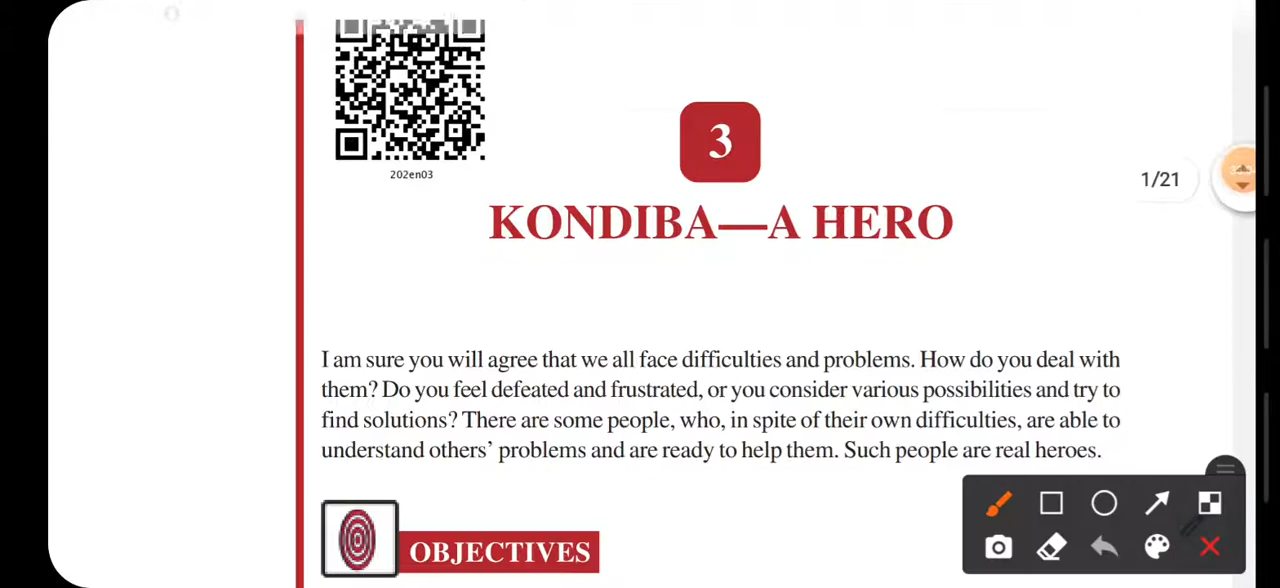 202en03
3
1/21
KONDIBA—A HERO
I am sure you will agree that we all face difficulties and problems. How do you deal with
them? Do you feel defeated and frustrated, or you consider various possibilities and try to
find solutions? There are some people, who, in spite of their own difficulties, are able to
understand others’ problems and are ready to help them. Such people are real heroes.
OBJECTIVES